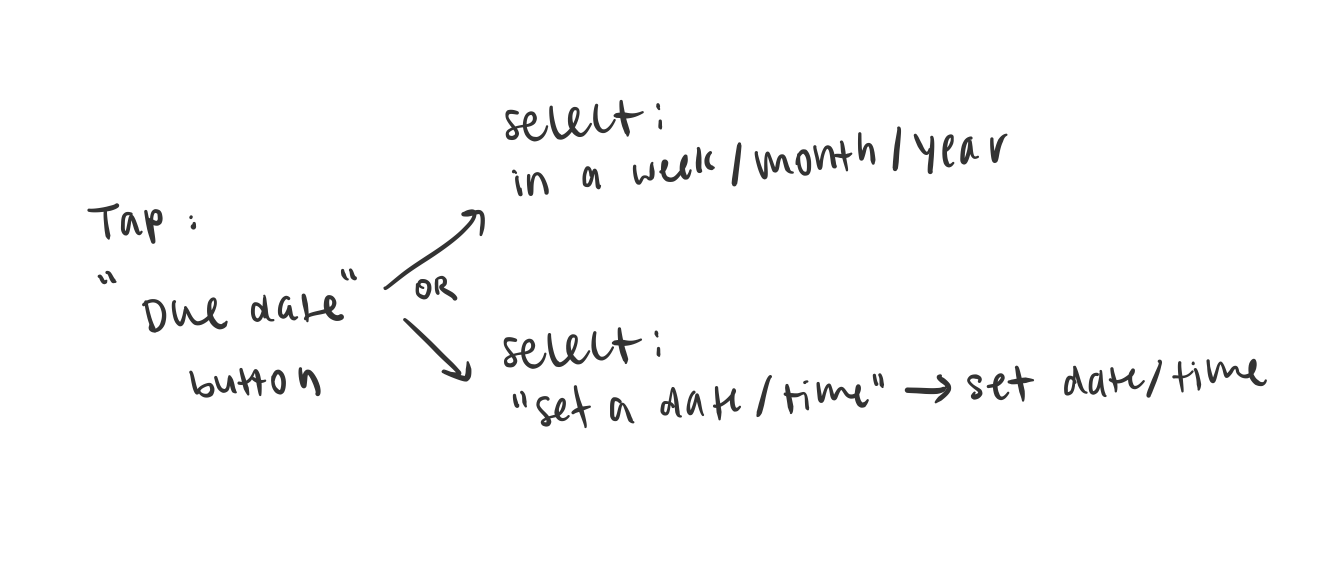 Tap :
"Due date"
button
OR
select:
in a week/month/year
select:
"set a date/time" → set date/time